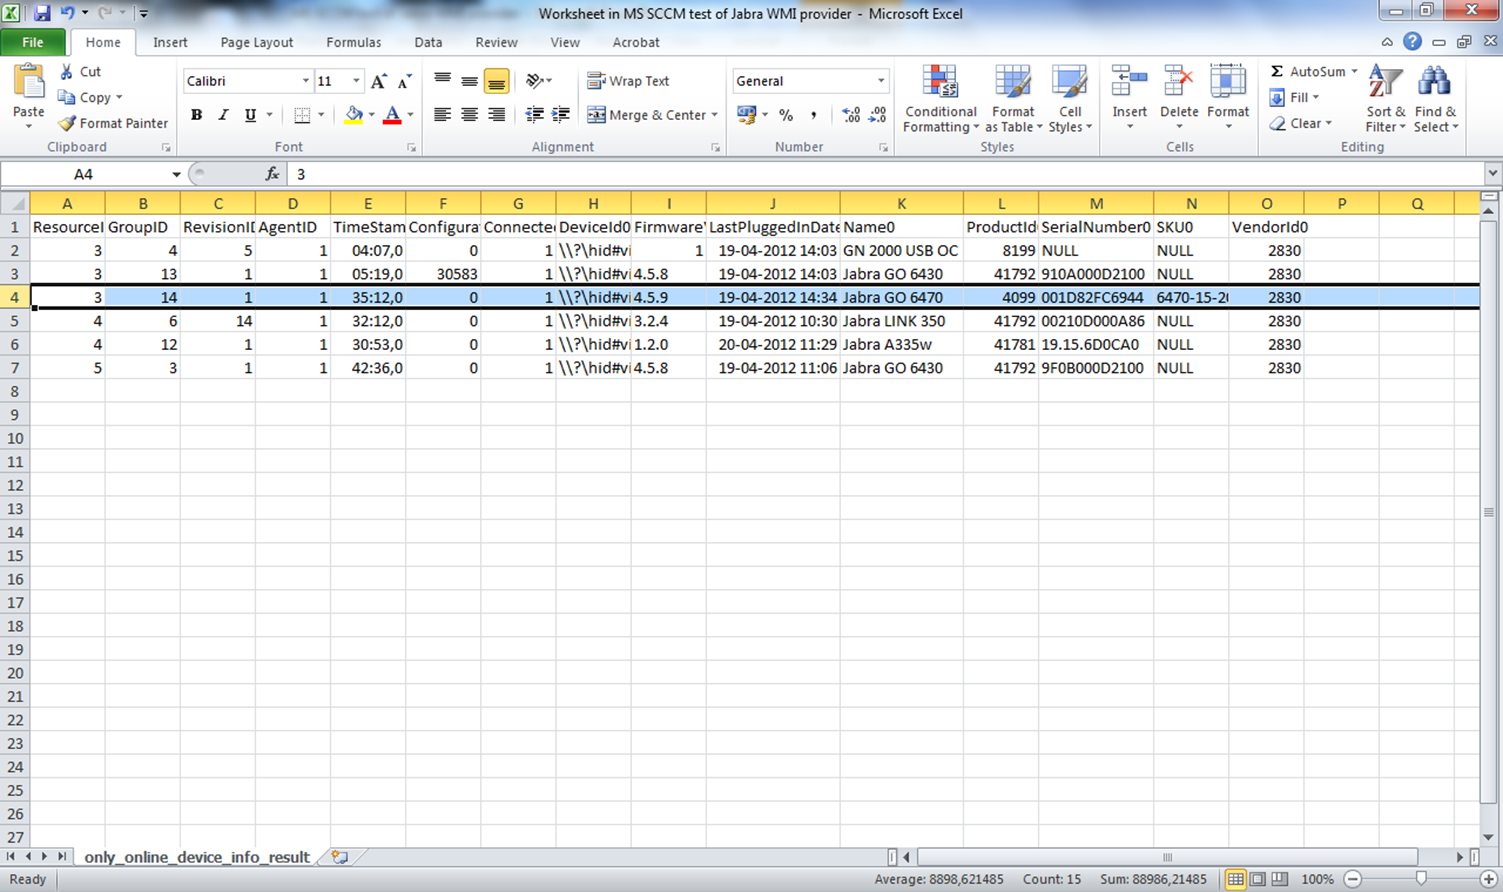 Worksheet in MS SCCM test of Jabra WMI provider - Microsoft Excel
File Home Insert Page Layout Formulas Data Review View Acrobat
Paste
Cut
Copy
Format Painter
Clipboard
Calibri 11
B I U
Font
Wrap Text
Merge & Center
Alignment
General
%
Number
Conditional Formatting
Format as Table
Cell Styles
Styles
Insert Delete Format
Cells
AutoSum
Fill
Clear
Sort & Filter
Find & Select
Editing
A4 fx 3
A B C D E F G H I J K L M N O P Q
1 ResourceI GroupID RevisionID AgentID TimeStam Configurat Connected DeviceId0 FirmwareV LastPluggedInDate Name0 ProductId SerialNumber0 SKU0 VendorId0
2 3 4 5 1 04:07,0 0 1 \\?\hid#vi 1 19-04-2012 14:03 GN 2000 USB OC 8199 NULL NULL 2830
3 3 13 1 1 05:19,0 30583 1 \\?\hid#vi 4.5.8 19-04-2012 14:03 Jabra GO 6430 41792 910A000D2100 NULL 2830
4 3 14 1 1 35:12,0 0 1 \\?\hid#vi 4.5.9 19-04-2012 14:34 Jabra GO 6470 4099 001D82FC6944 6470-15-20 2830
5 4 6 14 1 32:12,0 0 1 \\?\hid#vi 3.2.4 19-04-2012 10:30 Jabra LINK 350 41792 00210D000A86 NULL 2830
6 4 12 1 1 30:53,0 0 1 \\?\hid#vi 1.2.0 20-04-2012 11:29 Jabra A335w 41781 19.15.6D0CA0 NULL 2830
7 5 3 1 1 42:36,0 0 1 \\?\hid#vi 4.5.8 19-04-2012 11:06 Jabra GO 6430 41792 9F0B000D2100 NULL 2830
8
9
10
11
12
13
14
15
16
17
18
19
20
21
22
23
24
25
26
27
only_online_device_info_result
Ready Average: 8898,621485 Count: 15 Sum: 88986,21485 100%